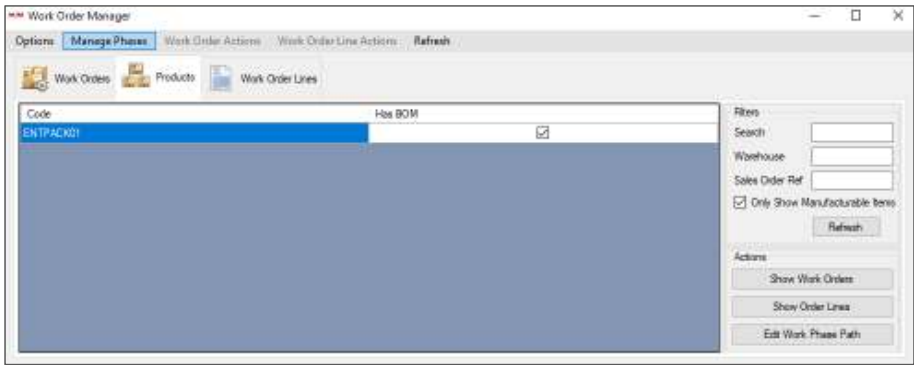 Work Order Manager
Options Manage Phases Work Order Actions Work Order Line Actions Refresh
Work Orders Products Work Order Lines
Code Has BOM
ENTPACK01
Filters
Search
Warehouse
Sales Order Ref
Only Show Manufacturable Items
Refresh
Actions
Show Work Orders
Show Order Lines
Edit Work Phase Path